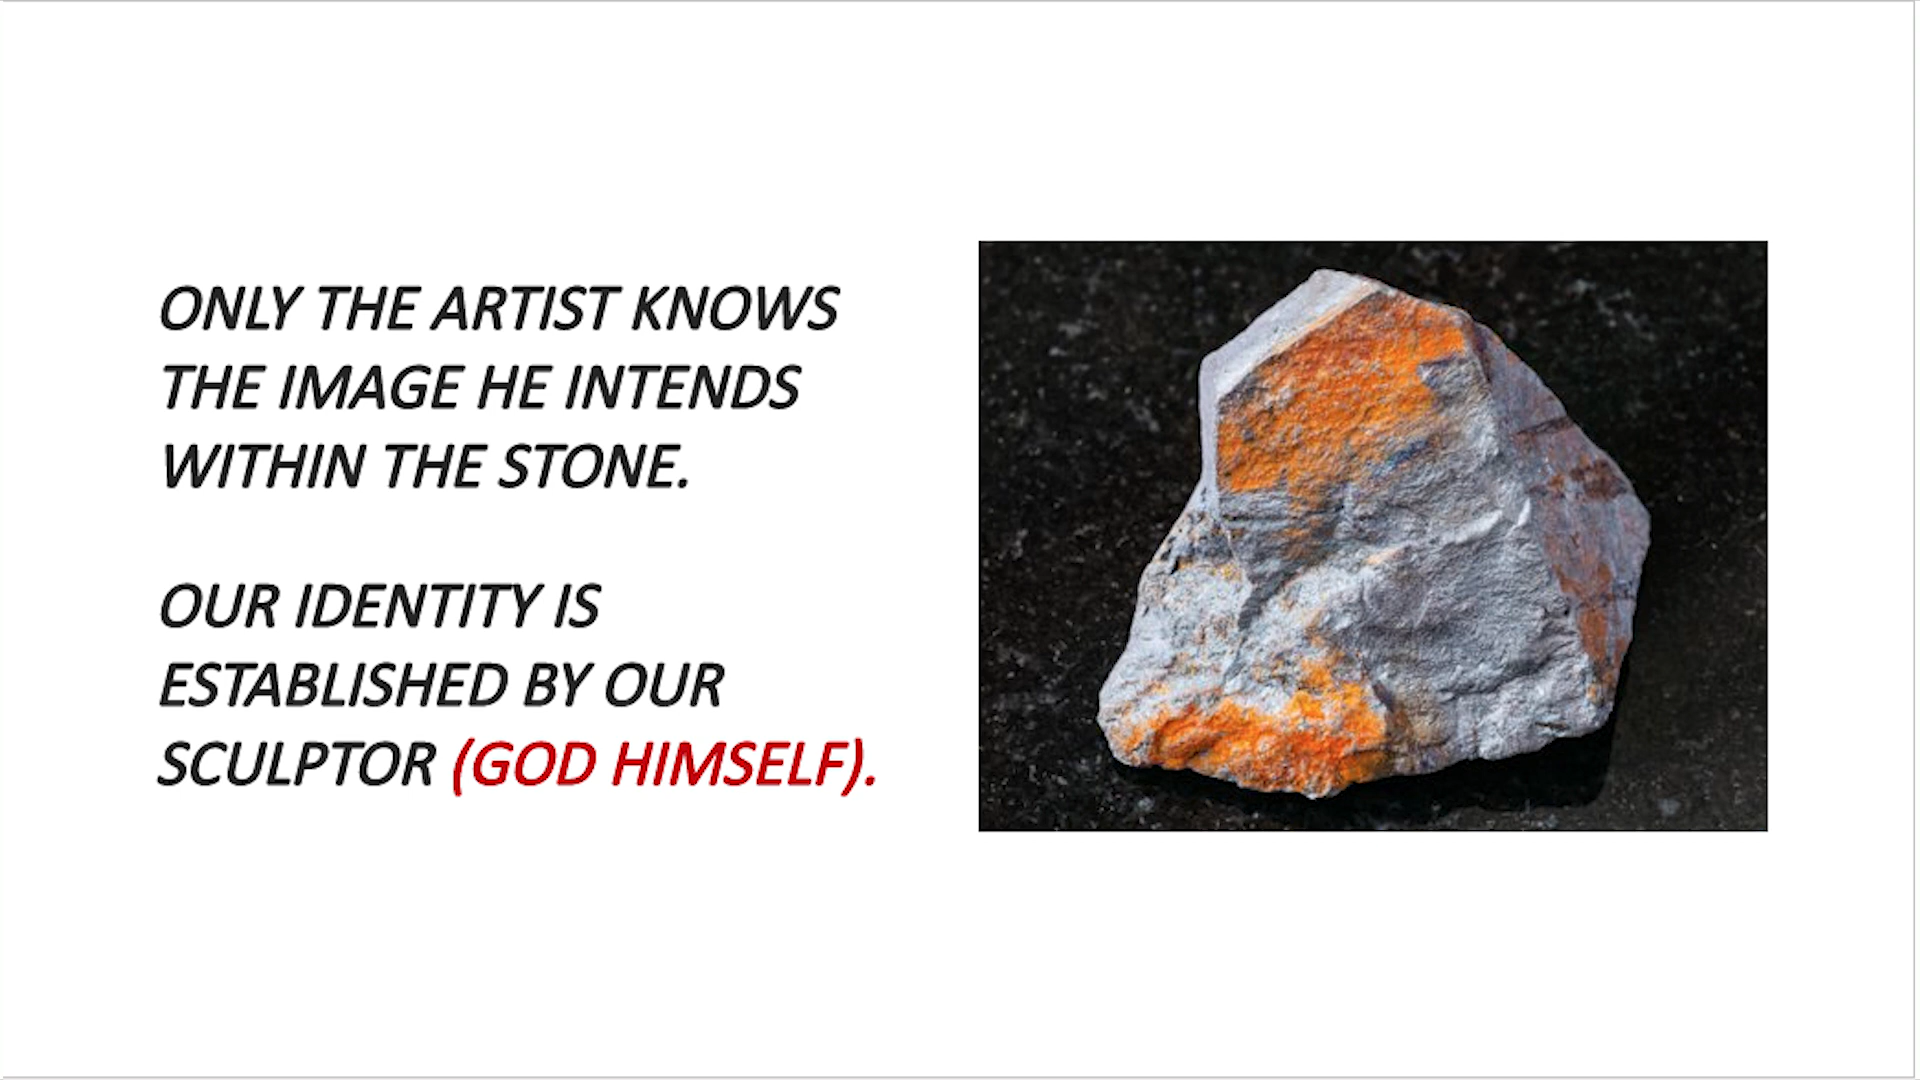 ONLY THE ARTIST KNOWS
THE IMAGE HE INTENDS
WITHIN THE STONE.
OUR IDENTITY IS
ESTABLISHED BY OUR
SCULPTOR (GOD HIMSELF).